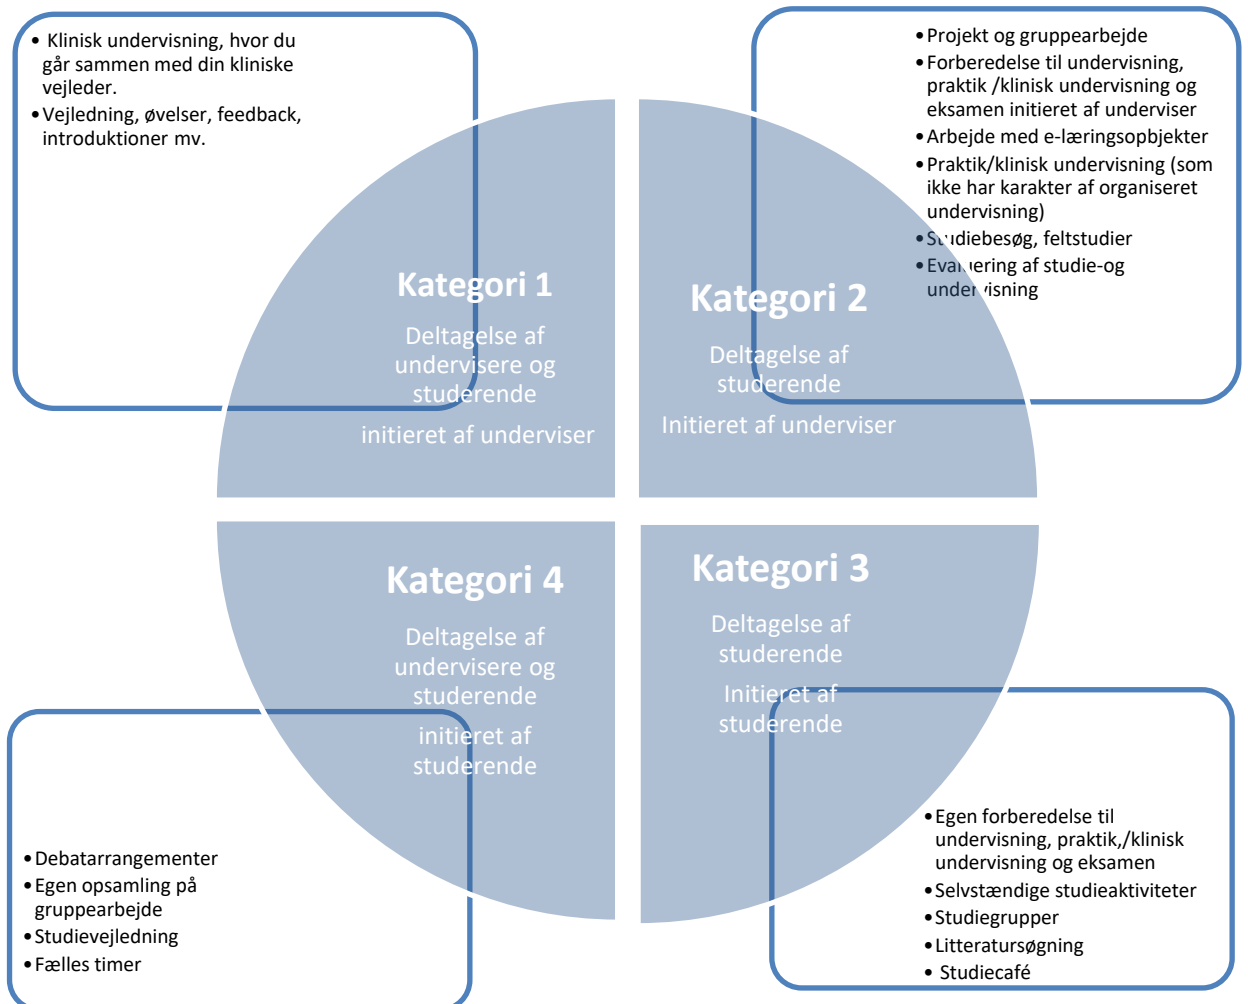 • Klinisk undervisning, hvor du
går sammen med din kliniske
vejleder.
• Vejledning, øvelser, feedback,
introduktioner mv.
• Projekt og gruppearbejde
• Forberedelse til undervisning,
praktik /klinisk undervisning og
eksamen initieret af underviser
• Arbejde med e-læringsopbjekter
• Praktik/klinisk undervisning (som
ikke har karakter af organiseret
undervisning)
• Studiebesøg, feltstudier
• Evaluering af studie-og
undervisning
Kategori 1
Deltagelse af
undervisere og
studerende
initieret af underviser
Kategori 2
Deltagelse af
studerende
Initieret af underviser
Kategori 4
Deltagelse af
undervisere og
studerende
initieret af
studerende
Kategori 3
Deltagelse af
studerende
Initieret af
studerende
• Debatarrangementer
• Egen opsamling på
gruppearbejde
• Studievejledning
• Fælles timer
• Egen forberedelse til
undervisning, praktik,/klinisk
undervisning og eksamen
• Selvstændige studieaktiviteter
• Studiegrupper
• Litteratursøgning
• Studiecafé